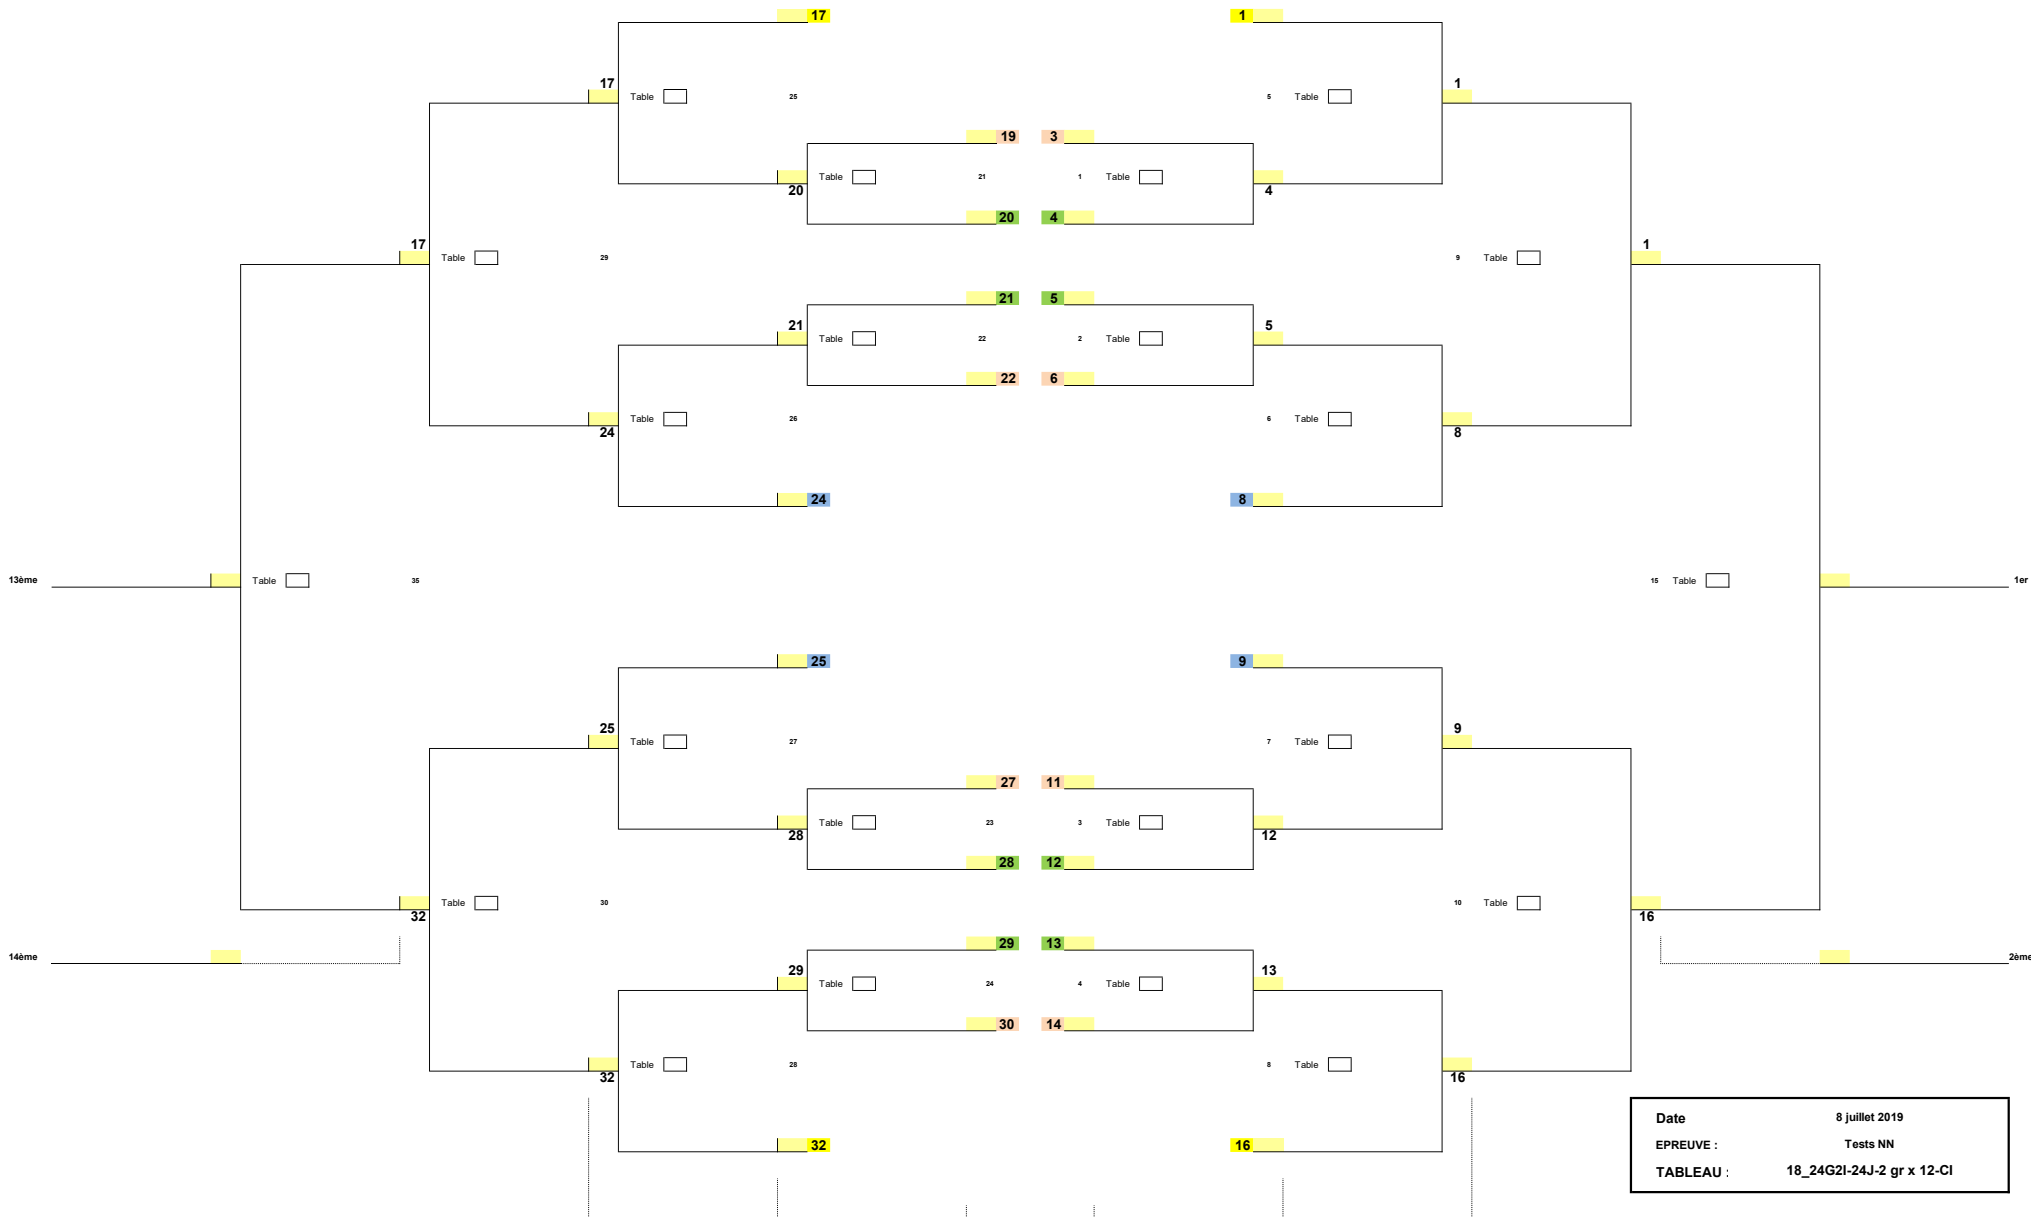 17 1
17 1
Table 25 5 Table
19 3
20 Table 21 1 Table 4
20 4
17 1
Table 29 9 Table
21 5
21 5
Table 22 2 Table
22 6
Table 26 6 Table
24 8
24 8
13ème Table 35 15 Table 1er
25 9
25 9
Table 27 7 Table
27 11
Table 23 3 Table
28 12
28 12
Table 30 10 Table
32 16
29 13
14ème 2ème
29 13
Table 24 4 Table
30 14
Table 28 8 Table
32 16
Date 8 juillet 2019
32 16
EPREUVE : Tests NN
TABLEAU : 18_24G2I-24J-2 gr x 12-CI